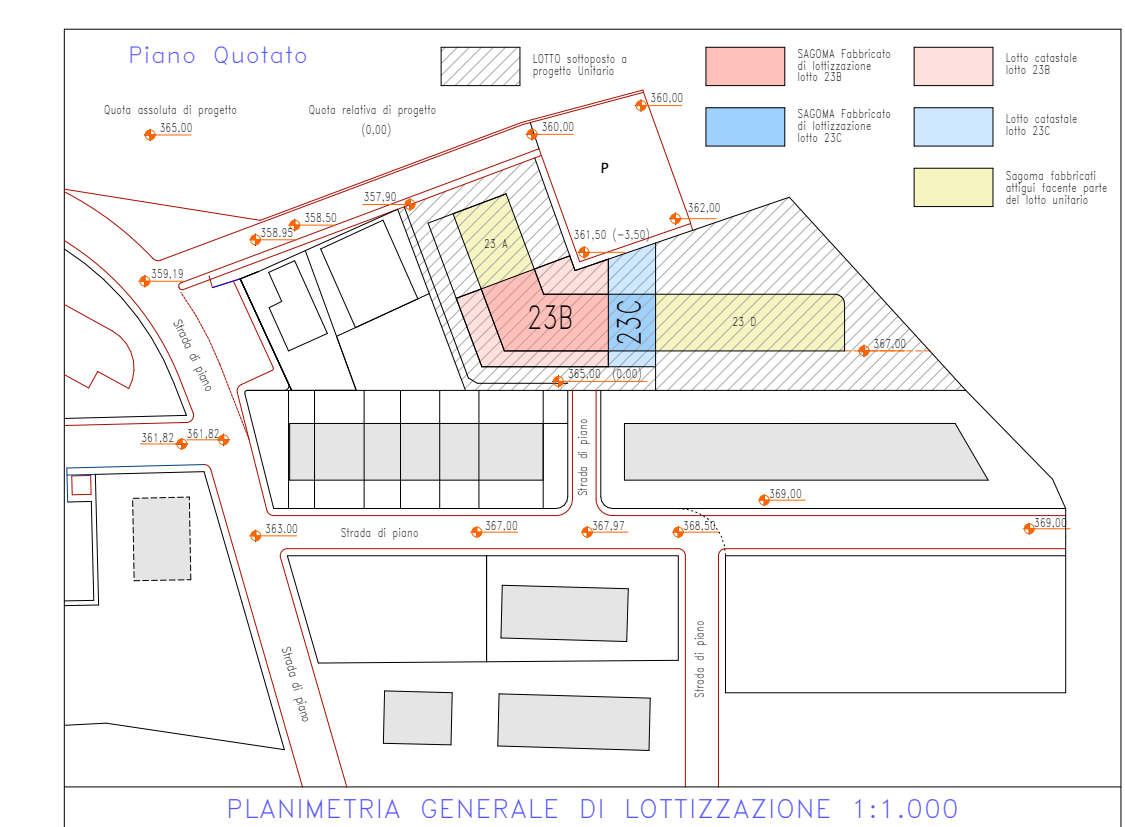 Piano Quotato
LOTTO sottoposto a
progetto Unitario
SAGOMA Fabbricato
di lottizzazione
lotto 23B
Lotto catastale
lotto 23B
SAGOMA Fabbricato
di lottizzazione
lotto 23C
Lotto catastale
lotto 23C
Sagoma fabbricati
attigui facente parte
del lotto unitario
Quota assoluta di progetto
365,00
Quota relativa di progetto
(0,00)
360,00
360,00
P
357,90
358.50
358.95
362,00
361,50 (-3,50)
359,19
23 A
23B
23C
23 D
367,00
365,00 (0.00)
Strada di piano
361,82
361,82
Strada di piano
369,00
363.00
Strada di piano
367,00
367,97
368,50
369,00
Strada di piano
Strada di piano
PLANIMETRIA GENERALE DI LOTTIZZAZIONE 1:1.000